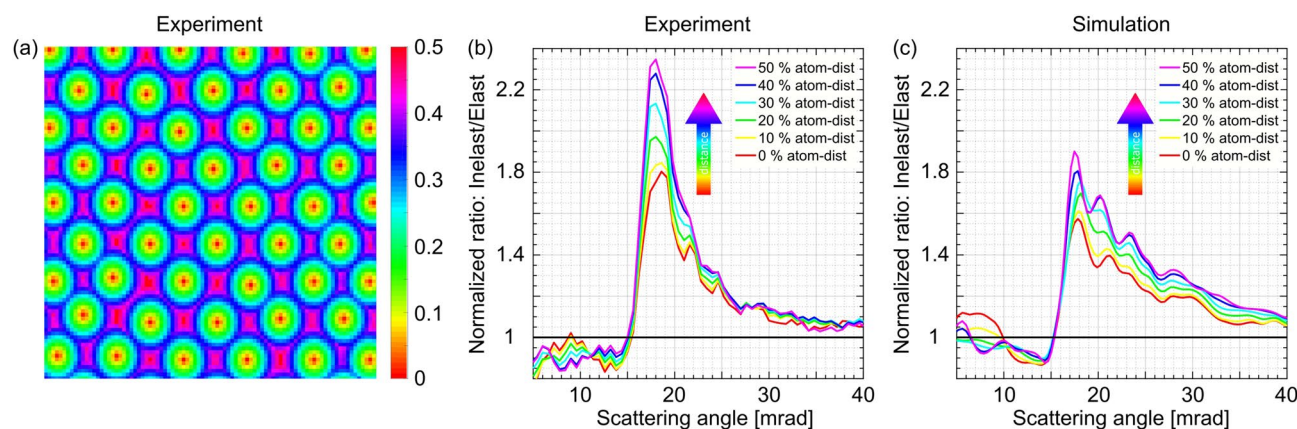 Experiment
(a)
0.5
0.4
0.3
0.2
0.1
0
Experiment
(b)
Normalized ratio: Inelast/Elast
2.2
1.8
1.4
1
50 % atom-dist
40 % atom-dist
30 % atom-dist
20 % atom-dist
10 % atom-dist
0 % atom-dist
distance
10 20 30 40
Scattering angle [mrad]
Simulation
(c)
Normalized ratio: Inelast/Elast
2.2
1.8
1.4
1
50 % atom-dist
40 % atom-dist
30 % atom-dist
20 % atom-dist
10 % atom-dist
0 % atom-dist
distance
10 20 30 40
Scattering angle [mrad]